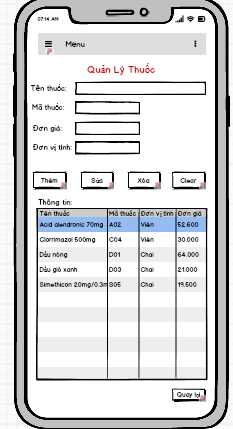 07:14 AM
Menu
Quản Lý Thuốc
Tên thuốc:
Mã thuốc:
Đơn giá:
Đơn vị tính:
Thêm Sửa Xóa Clear
Thông tin:
Tên thuốc Mã thuốc Đơn vị tính Đơn giá
Acid alendronic 70mg A02 Viên 52.600
Clorrimazol 500mg C04 Viên 30.000
Dầu nóng D01 Chai 64.000
Dầu gió xanh D03 Chai 21.000
Simethicon 20mg/0.3m S05 Chai 19.500
Quay lại